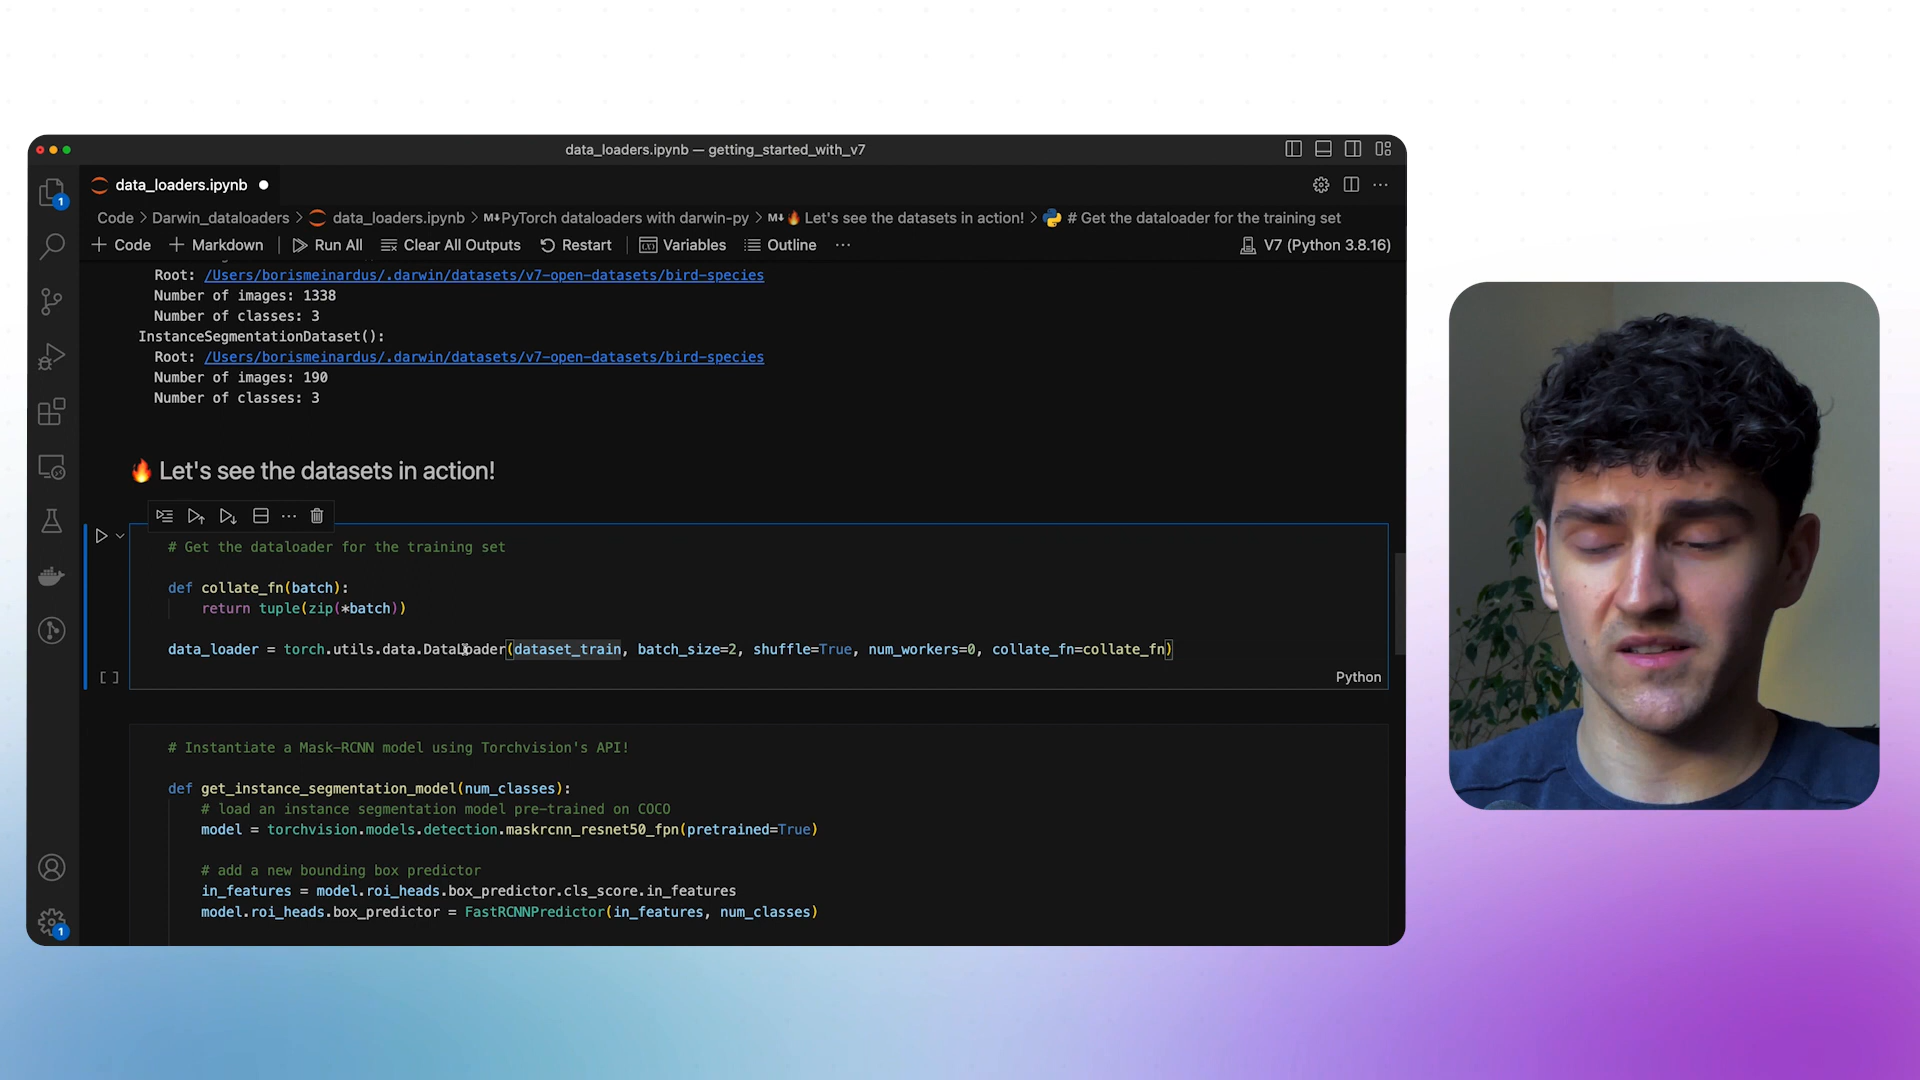 data_loaders.ipynb — getting_started_with_v7
data_loaders.ipynb
Code > Darwin_dataloaders > data_loaders.ipynb > M↓PyTorch dataloaders with darwin-py > M↓🔥 Let's see the datasets in action! > # Get the dataloader for the training set
+ Code + Markdown | Run All Clear All Outputs Restart | Variables Outline ··· V7 (Python 3.8.16)
Root: /Users/borismeinardus/.darwin/datasets/v7-open-datasets/bird-species
Number of images: 1338
Number of classes: 3
InstanceSegmentationDataset():
Root: /Users/borismeinardus/.darwin/datasets/v7-open-datasets/bird-species
Number of images: 190
Number of classes: 3
🔥 Let's see the datasets in action!
# Get the dataloader for the training set
def collate_fn(batch):
return tuple(zip(*batch))
data_loader = torch.utils.data.DataLoader(dataset_train, batch_size=2, shuffle=True, num_workers=0, collate_fn=collate_fn)
[ ]
Python
# Instantiate a Mask-RCNN model using Torchvision's API!
def get_instance_segmentation_model(num_classes):
# load an instance segmentation model pre-trained on COCO
model = torchvision.models.detection.maskrcnn_resnet50_fpn(pretrained=True)
# add a new bounding box predictor
in_features = model.roi_heads.box_predictor.cls_score.in_features
model.roi_heads.box_predictor = FastRCNNPredictor(in_features, num_classes)
1
1